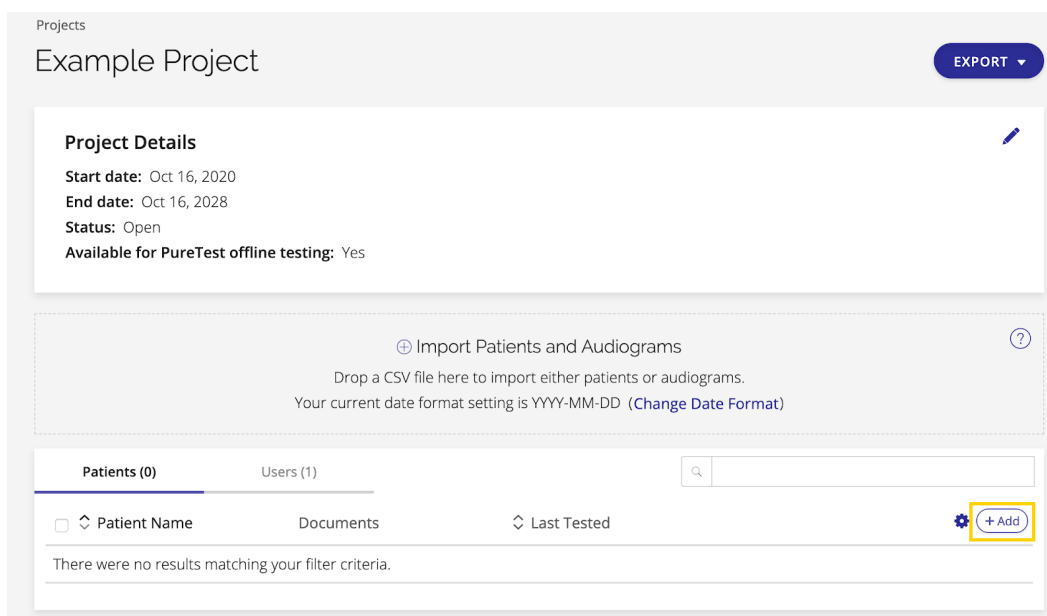 Projects
Example Project
EXPORT
Project Details
Start date: Oct 16, 2020
End date: Oct 16, 2028
Status: Open
Available for PureTest offline testing: Yes
Import Patients and Audiograms
?
Drop a CSV file here to import either patients or audiograms.
Your current date format setting is YYYY-MM-DD (Change Date Format)
Patients (0) Users (1)
Patient Name Documents Last Tested + Add
There were no results matching your filter criteria.